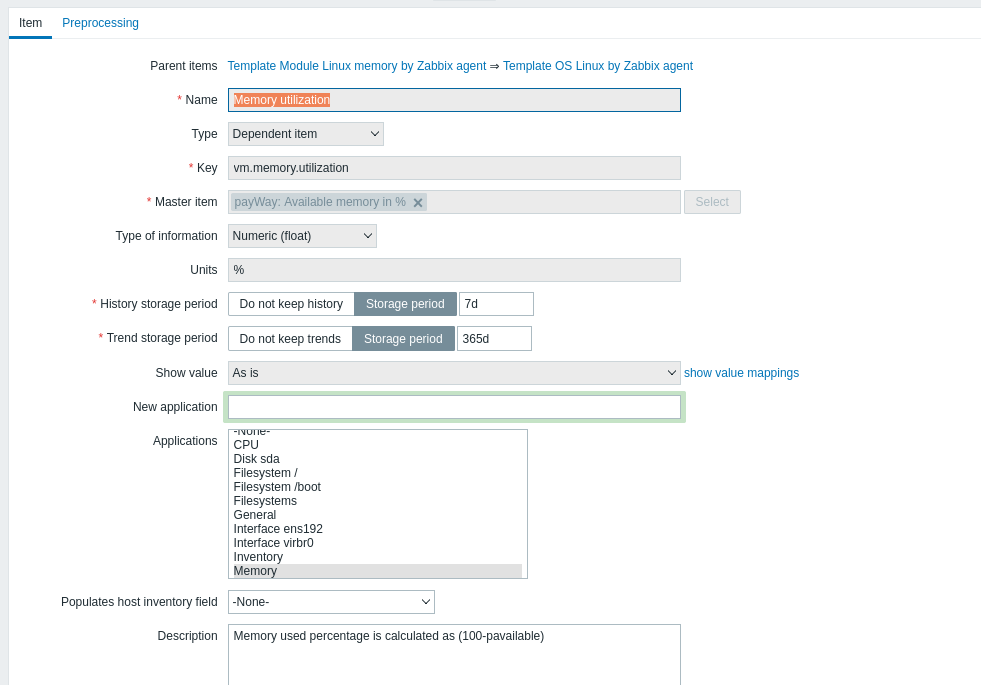 Item Preprocessing
Parent items Template Module Linux memory by Zabbix agent ⇒ Template OS Linux by Zabbix agent
* Name Memory utilization
Type Dependent item
* Key vm.memory.utilization
* Master item payWay: Available memory in % Select
Type of information Numeric (float)
Units %
* History storage period Do not keep history Storage period 7d
* Trend storage period Do not keep trends Storage period 365d
Show value As is show value mappings
New application
Applications -None-
CPU
Disk sda
Filesystem /
Filesystem /boot
Filesystems
General
Interface ens192
Interface virbr0
Inventory
Memory
Populates host inventory field -None-
Description Memory used percentage is calculated as (100-pavailable)